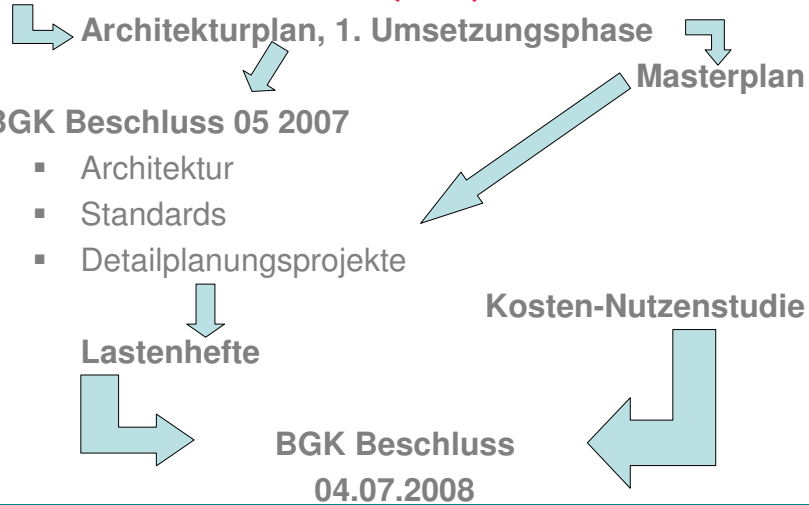 Architekturplan, 1. Umsetzungsphase
Masterplan
BGK Beschluss 05 2007
▪ Architektur
▪ Standards
▪ Detailplanungsprojekte
Kosten-Nutzenstudie
Lastenhefte
BGK Beschluss
04.07.2008